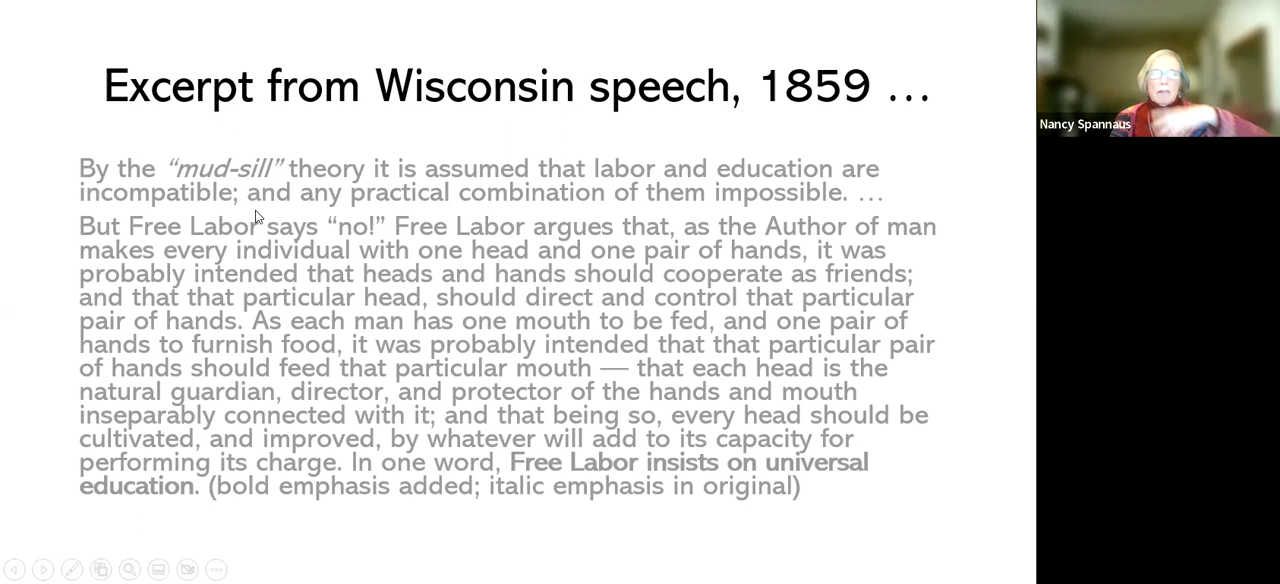 Excerpt from Wisconsin speech, 1859 …
Nancy Spannaus
By the “mud-sill” theory it is assumed that labor and education are
incompatible; and any practical combination of them impossible. …
But Free Labor says “no!” Free Labor argues that, as the Author of man
makes every individual with one head and one pair of hands, it was
probably intended that heads and hands should cooperate as friends;
and that that particular head, should direct and control that particular
pair of hands. As each man has one mouth to be fed, and one pair of
hands to furnish food, it was probably intended that that particular pair
of hands should feed that particular mouth — that each head is the
natural guardian, director, and protector of the hands and mouth
inseparably connected with it; and that being so, every head should be
cultivated, and improved, by whatever will add to its capacity for
performing its charge. In one word, Free Labor insists on universal
education. (bold emphasis added; italic emphasis in original)